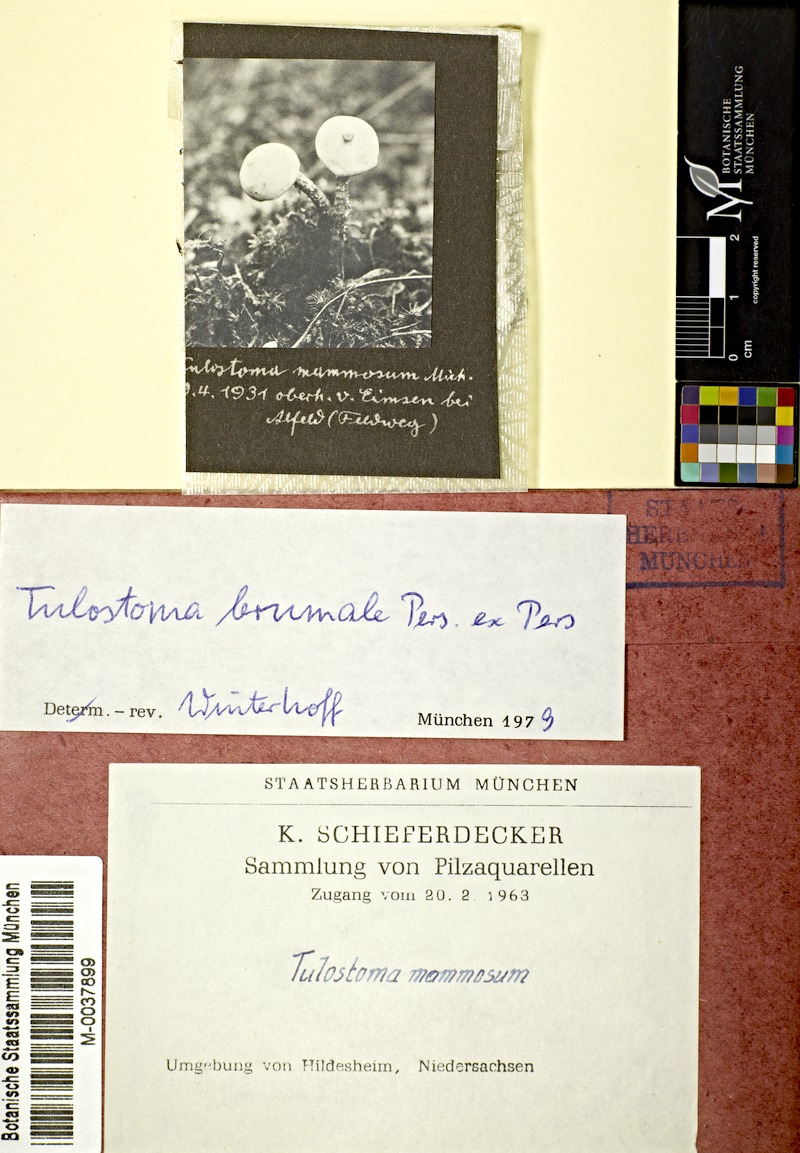 BOTANISCHE
STAATSSAMMLUNG
MÜNCHEN
copyright reserved
0 1 2
cm
Tulostoma mammosum Mich.
9.4. 1931 oberh. v. Eimsen bei
Alfeld (Feldweg)
STAATS
HERBARIUM
MÜNCHEN
Tulostoma brumale Pers. ex Pers
Determ. – rev. Winterhoff
München 1979
STAATSHERBARIUM MÜNCHEN
K. SCHIEFERDECKER
Sammlung von Pilzaquarellen
Zugang vom 20. 2. 1963
Tulostoma mammosum
Umgebung von Hildesheim, Niedersachsen
Botanische Staatssammlung München
M-0037899